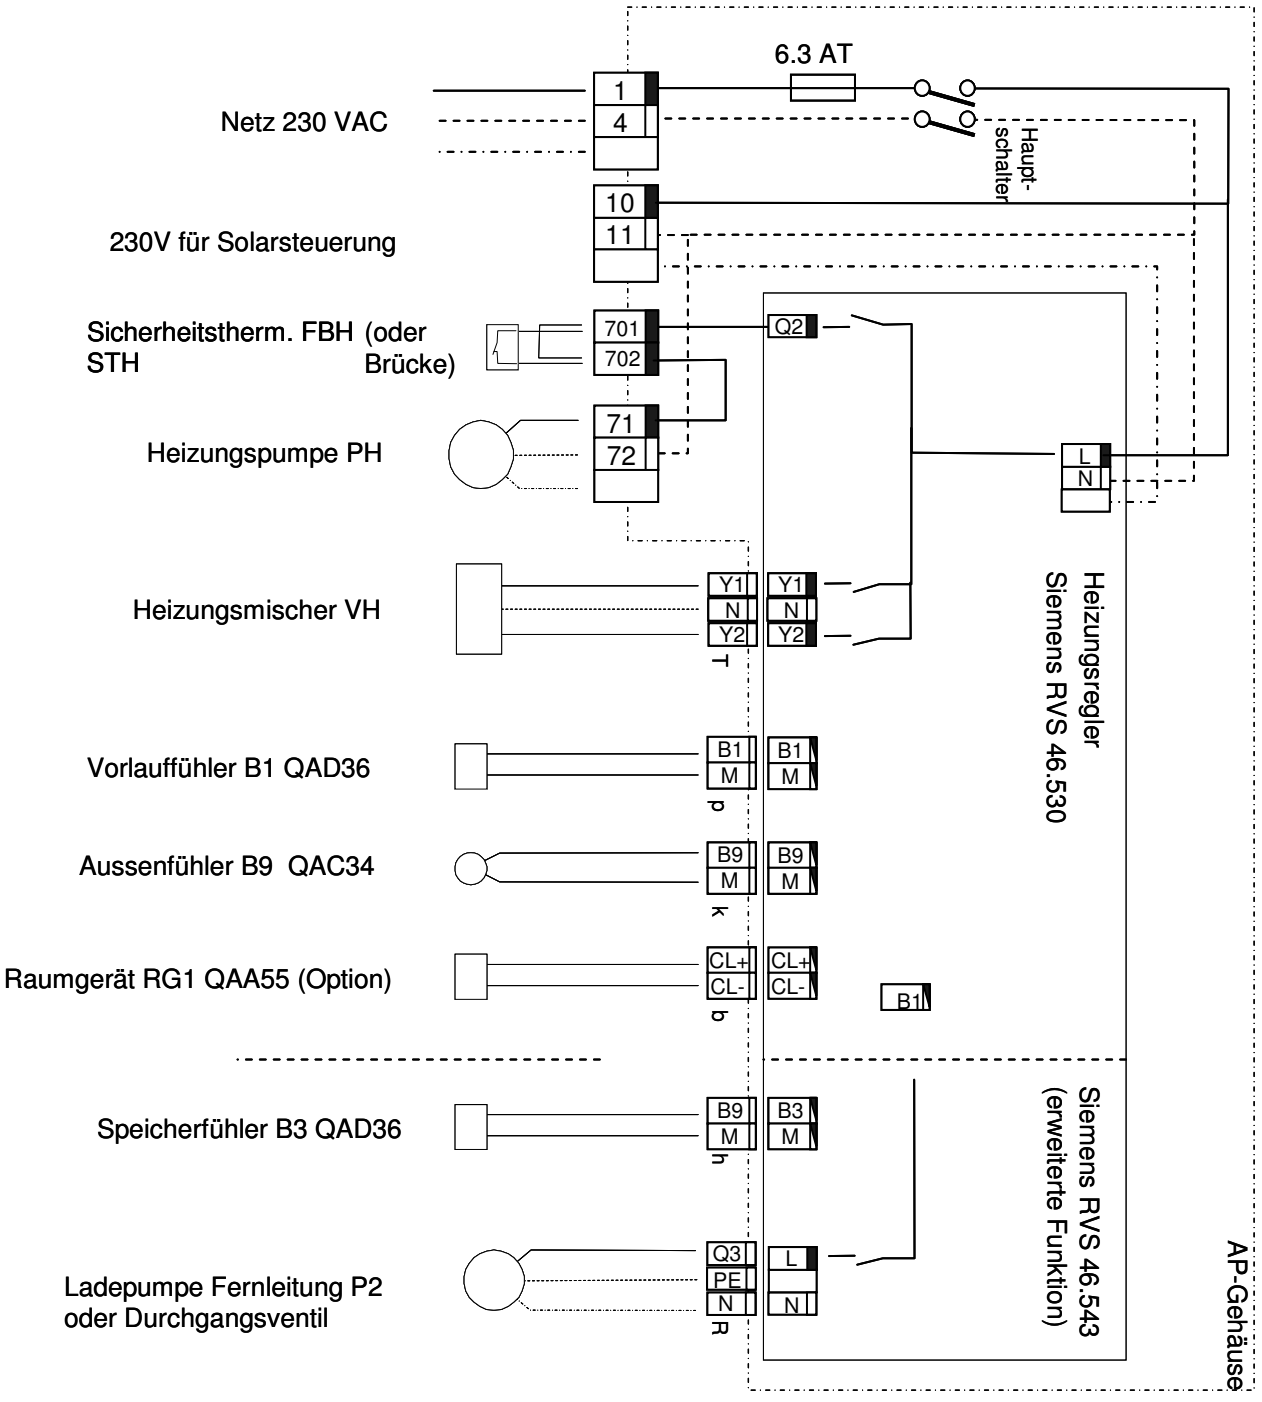 6.3 AT
Netz 230 VAC
1
4
Haupt-
schalter
230V für Solarsteuerung
10
11
Sicherheitstherm. FBH (oder
STH Brücke)
701
702
Q2
Heizungspumpe PH
71
72
L
N
Heizungsmischer VH
Y1 Y1
N N
Y2 Y2
T
Heizungsregler
Siemens RVS 46.530
Vorlauffühler B1 QAD36
B1 B1
M M
p
Aussenfühler B9 QAC34
B9 B9
M M
k
Raumgerät RG1 QAA55 (Option)
CL+ CL+
CL- CL-
b
B1
Speicherfühler B3 QAD36
B9 B3
M M
h
Siemens RVS 46.543
(erweiterte Funktion)
Ladepumpe Fernleitung P2
oder Durchgangsventil
Q3 L
PE
N N
R
AP-Gehäuse